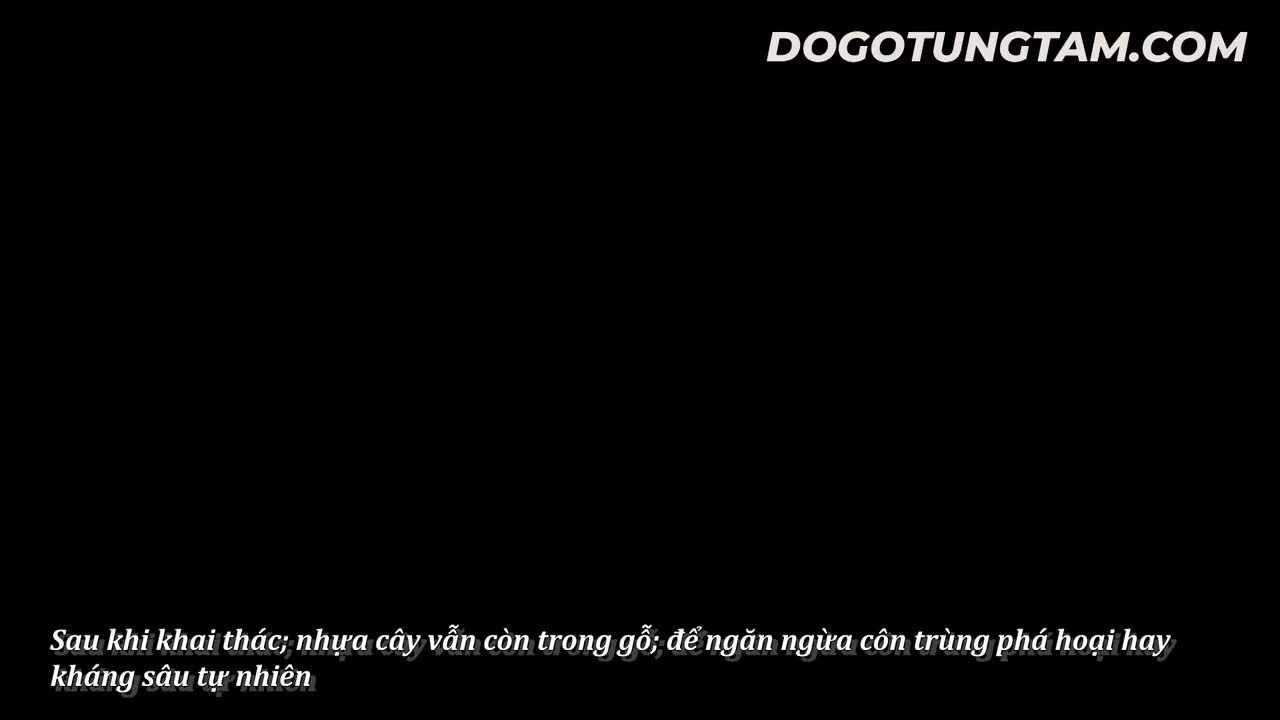 DOGOTUNGTAM.COM
Sau khi khai thác; nhựa cây vẫn còn trong gỗ; để ngăn ngừa côn trùng phá hoại hay
kháng sâu tự nhiên